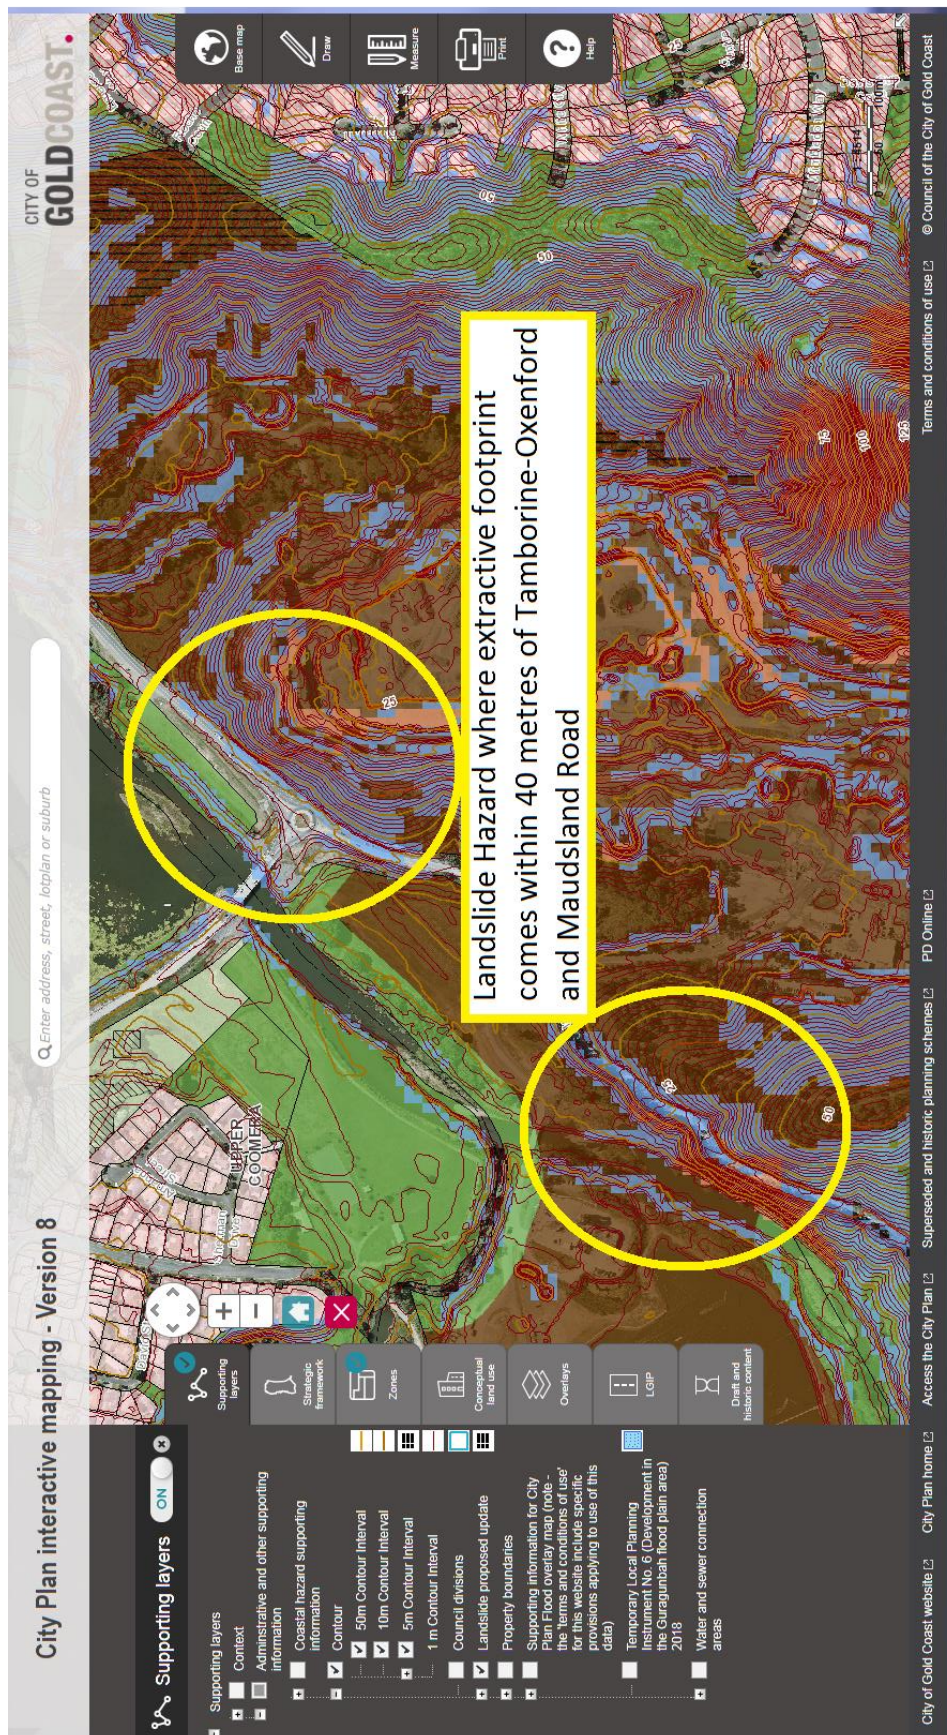 City Plan interactive mapping - Version 8
Enter address, street, lotplan or suburb
CITY OF
GOLDCOAST.
Supporting layers
ON
Supporting layers
Context
Administrative and other supporting
information
Coastal hazard supporting
information
Contour
50m Contour Interval
10m Contour Interval
5m Contour Interval
1 m Contour Interval
Council divisions
Landslide proposed update
Property boundaries
Supporting information for City
Plan Flood overlay map (note -
the 'terms and conditions of use'
for this website include specific
provisions applying to use of this
data)
Temporary Local Planning
Instrument No. 6 (Development in
the Guragunbah flood plain area)
2018
Water and sewer connection
areas
Supporting
layers
Strategic
framework
Zones
Conceptual
land use
Overlays
LGIP
Draft and
historic content
Base map
Draw
Measure
Print
Help
UPPER
COOMERA
25
50
50
25
25
50
75
100
125
Landslide Hazard where extractive footprint
comes within 40 metres of Tamborine-Oxenford
and Maudsland Road
City of Gold Coast website
City Plan home
Access the City Plan
Superseded and historic planning schemes
PD Online
Terms and conditions of use
© Council of the City of Gold Coast